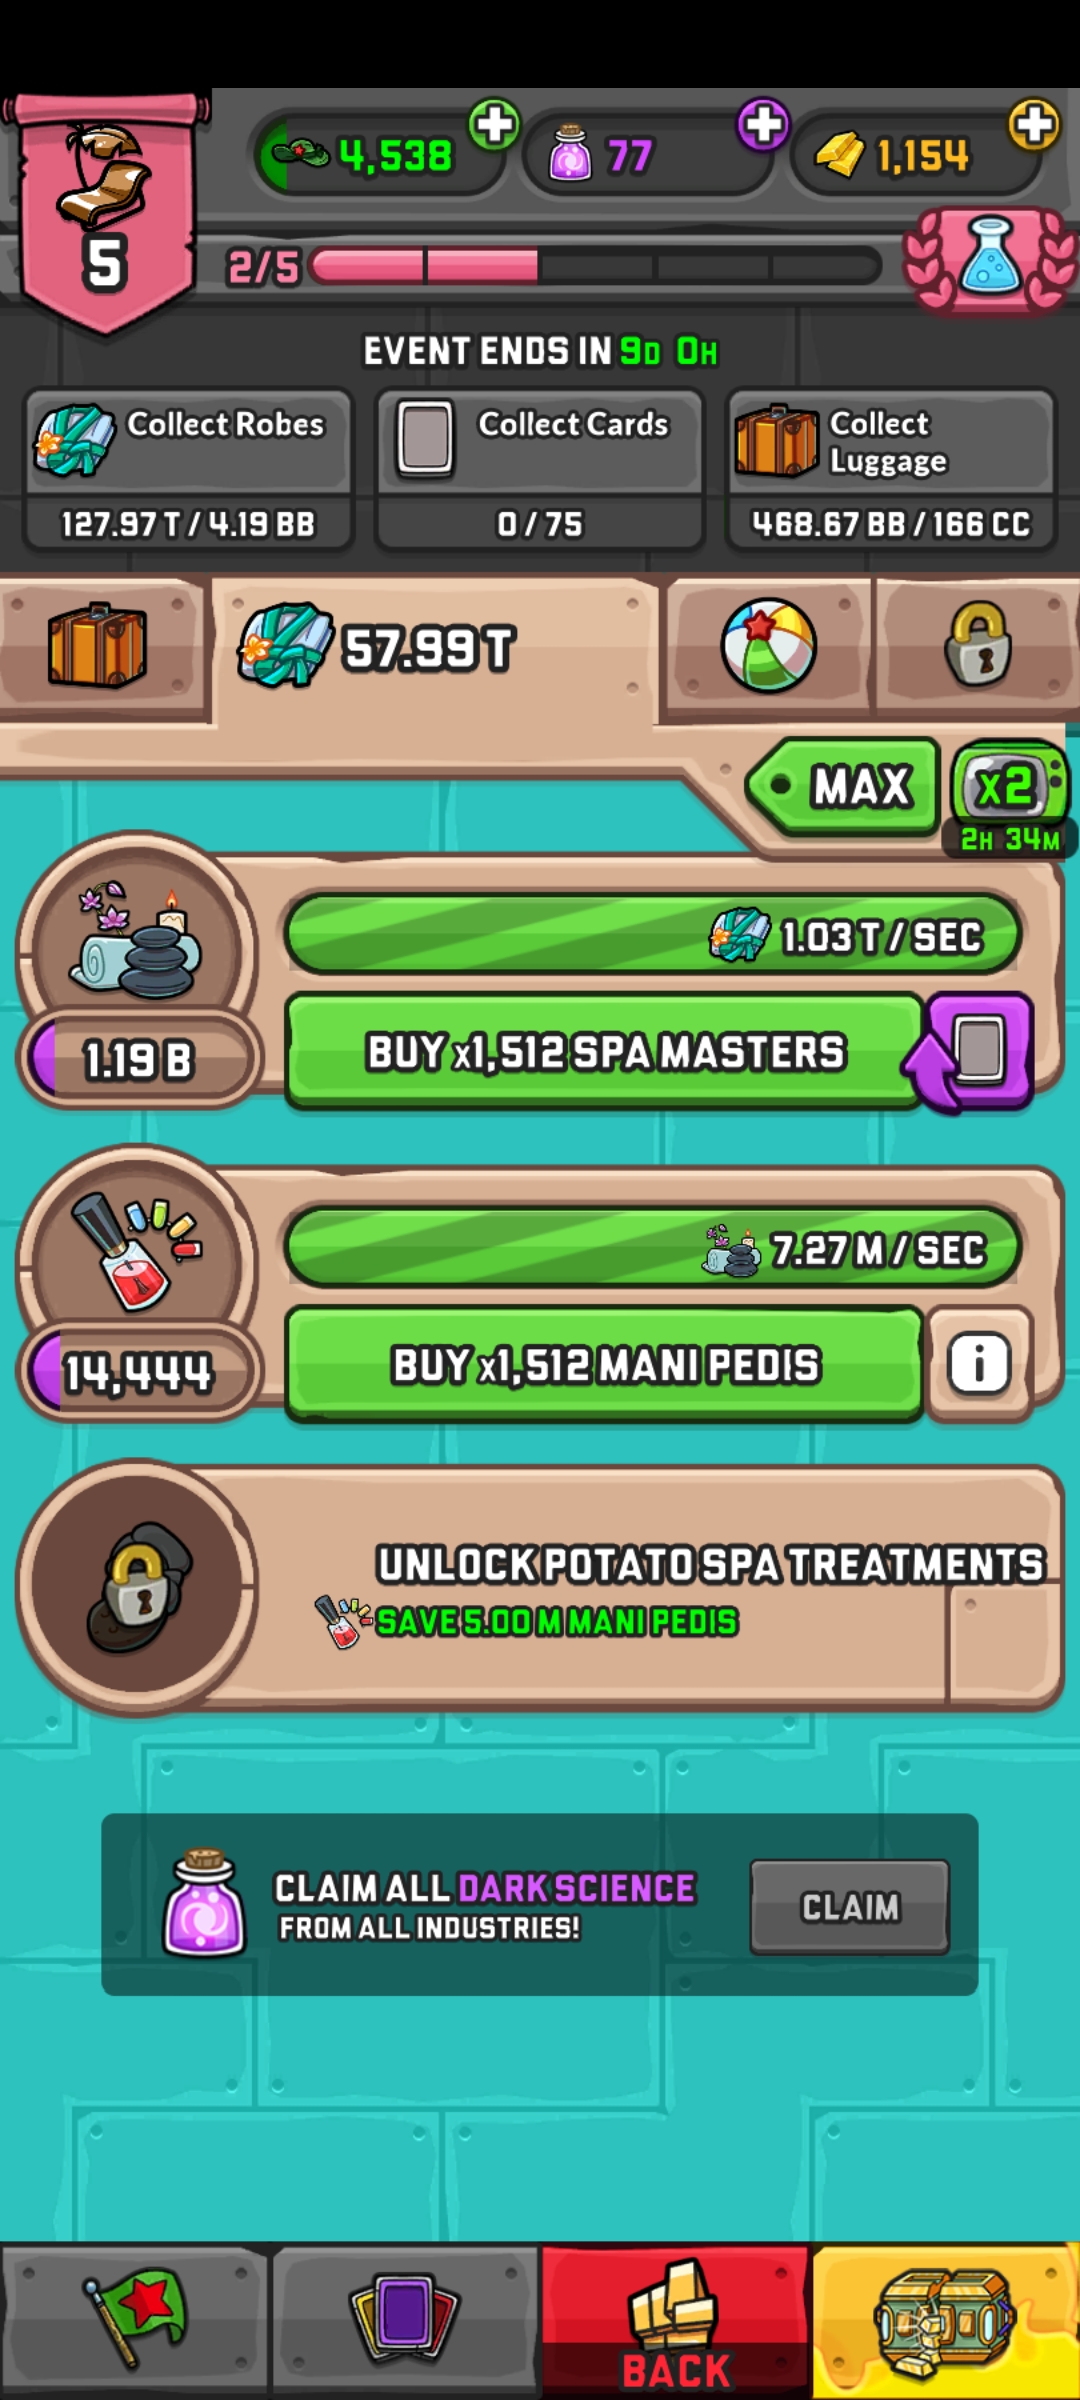 4,538
77
1,154
5
2/5
EVENT ENDS IN 9D 0H
Collect Robes
127.97 T / 4.19 BB
Collect Cards
0 / 75
Collect
Luggage
468.67 BB / 166 CC
57.99 T
MAX
x2
2H 34M
1.03 T / SEC
1.19 B
BUY x1,512 SPA MASTERS
7.27 M / SEC
14,444
BUY x1,512 MANI PEDIS
i
UNLOCK POTATO SPA TREATMENTS
SAVE 5.00 M MANI PEDIS
CLAIM ALL DARK SCIENCE
FROM ALL INDUSTRIES!
CLAIM
BACK